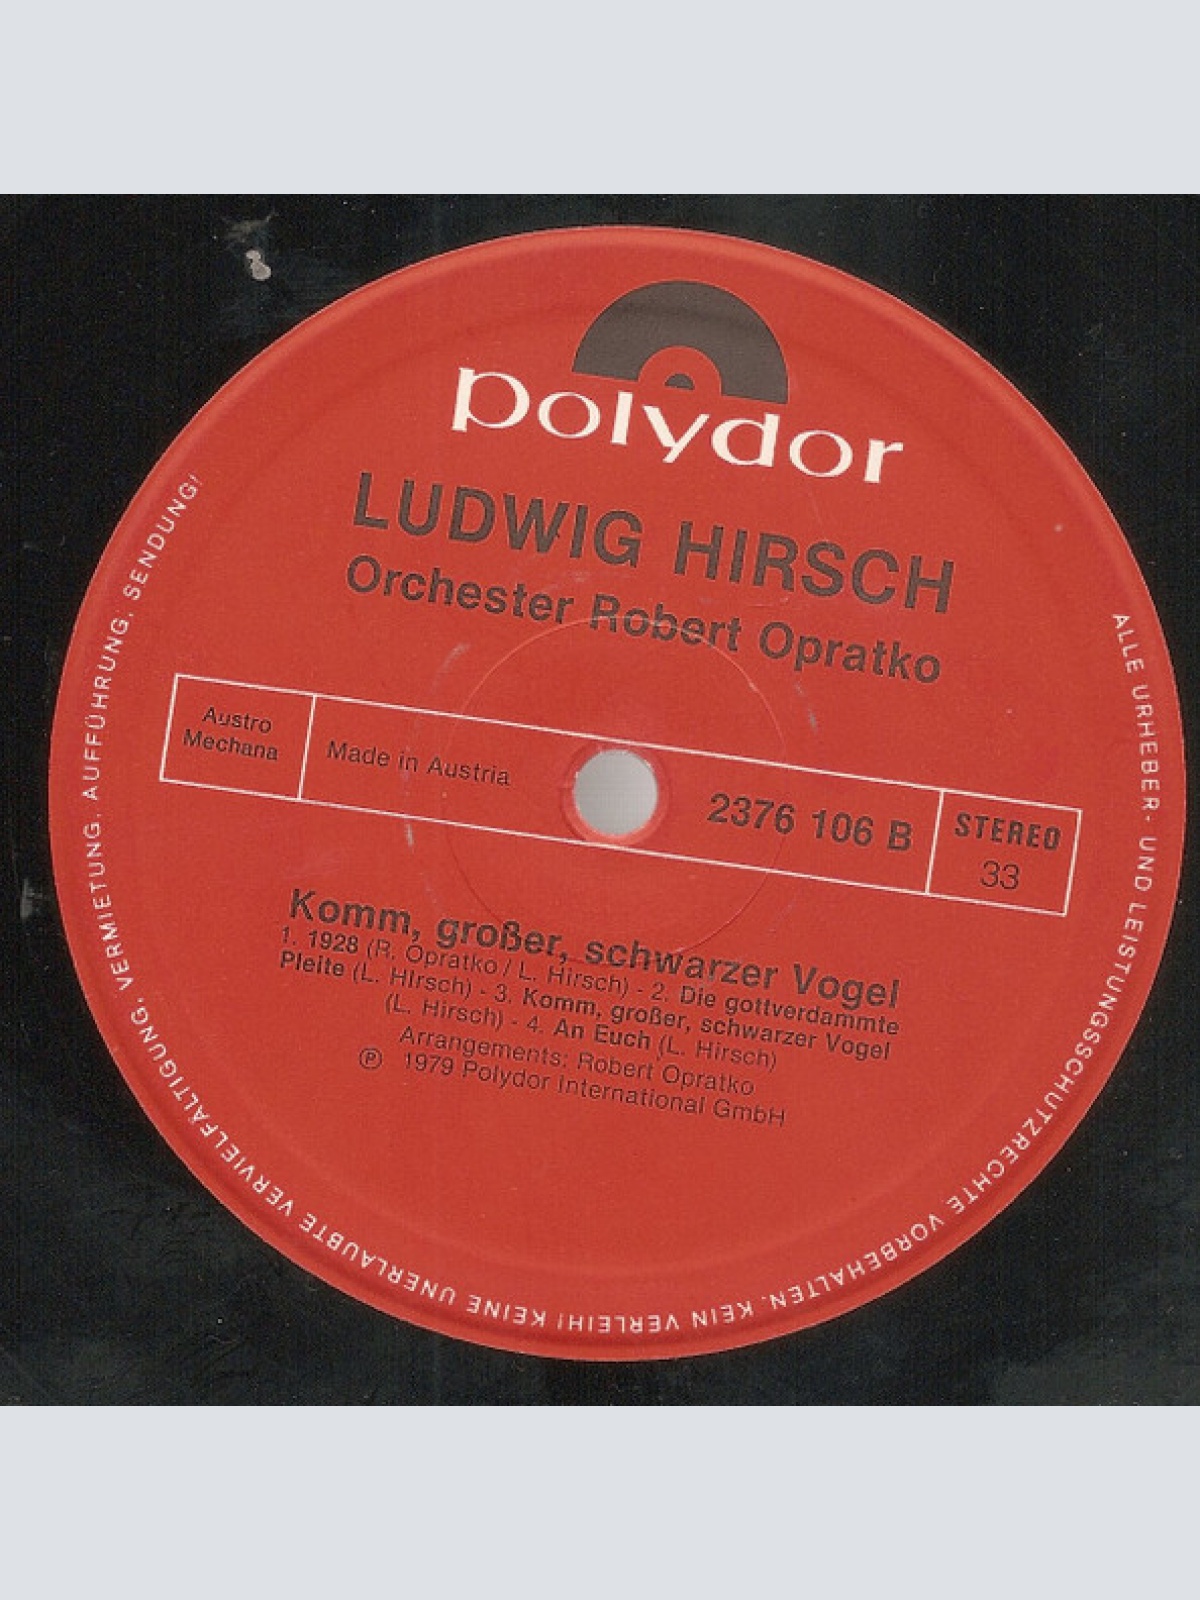 polydor
LUDWIG HIRSCH
Orchester Robert Opratko
Austro
Mechana
Made in Austria
2376 106 B
STEREO
33
Komm, großer, schwarzer Vogel
1. 1928 (R. Opratko / L. Hirsch) - 2. Die gottverdammte
Pleite (L. Hirsch) - 3. Komm, großer, schwarzer Vogel
(L. Hirsch) - 4. An Euch (L. Hirsch)
Arrangements: Robert Opratko
Ⓟ 1979 Polydor International GmbH
ALLE URHEBER- UND LEISTUNGSSCHUTZRECHTE VORBEHALTEN. KEIN VERLEIH! KEINE UNERLAUBTE VERVIELFÄLTIGUNG, VERMIETUNG, AUFFÜHRUNG, SENDUNG!